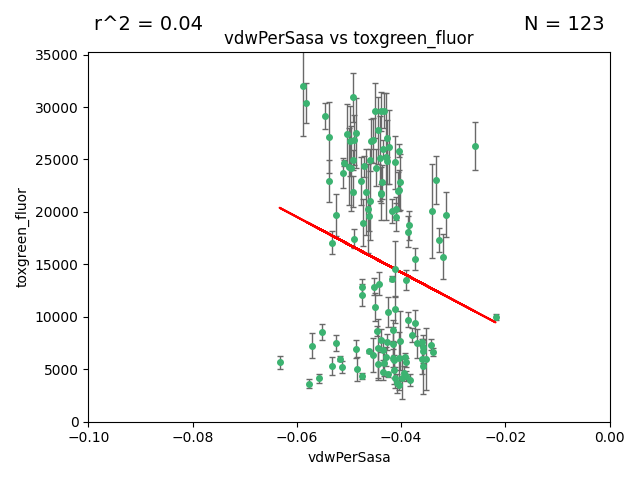 r^2 = 0.04
N = 123
vdwPerSasa vs toxgreen_fluor
35000
30000
25000
20000
15000
10000
5000
0
toxgreen_fluor
−0.10
−0.08
−0.06
−0.04
−0.02
0.00
vdwPerSasa